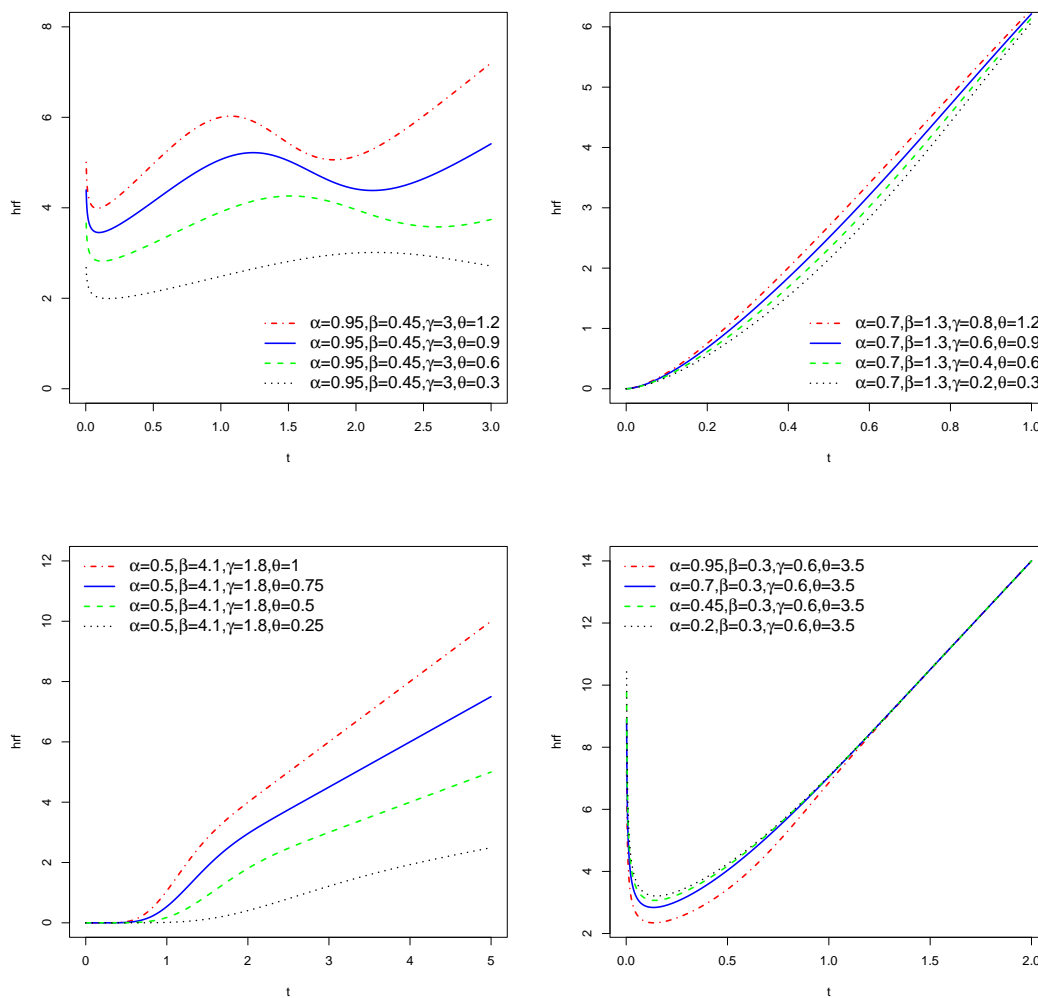 hrf
8
6
4
2
0
α=0.95,β=0.45,γ=3,θ=1.2
α=0.95,β=0.45,γ=3,θ=0.9
α=0.95,β=0.45,γ=3,θ=0.6
α=0.95,β=0.45,γ=3,θ=0.3
0.0 0.5 1.0 1.5 2.0 2.5 3.0
t
hrf
6
5
4
3
2
1
0
α=0.7,β=1.3,γ=0.8,θ=1.2
α=0.7,β=1.3,γ=0.6,θ=0.9
α=0.7,β=1.3,γ=0.4,θ=0.6
α=0.7,β=1.3,γ=0.2,θ=0.3
0.0 0.2 0.4 0.6 0.8 1.0
t
hrf
12
10
8
6
4
2
0
α=0.5,β=4.1,γ=1.8,θ=1
α=0.5,β=4.1,γ=1.8,θ=0.75
α=0.5,β=4.1,γ=1.8,θ=0.5
α=0.5,β=4.1,γ=1.8,θ=0.25
0 1 2 3 4 5
t
hrf
14
12
10
8
6
4
2
α=0.95,β=0.3,γ=0.6,θ=3.5
α=0.7,β=0.3,γ=0.6,θ=3.5
α=0.45,β=0.3,γ=0.6,θ=3.5
α=0.2,β=0.3,γ=0.6,θ=3.5
0.0 0.5 1.0 1.5 2.0
t